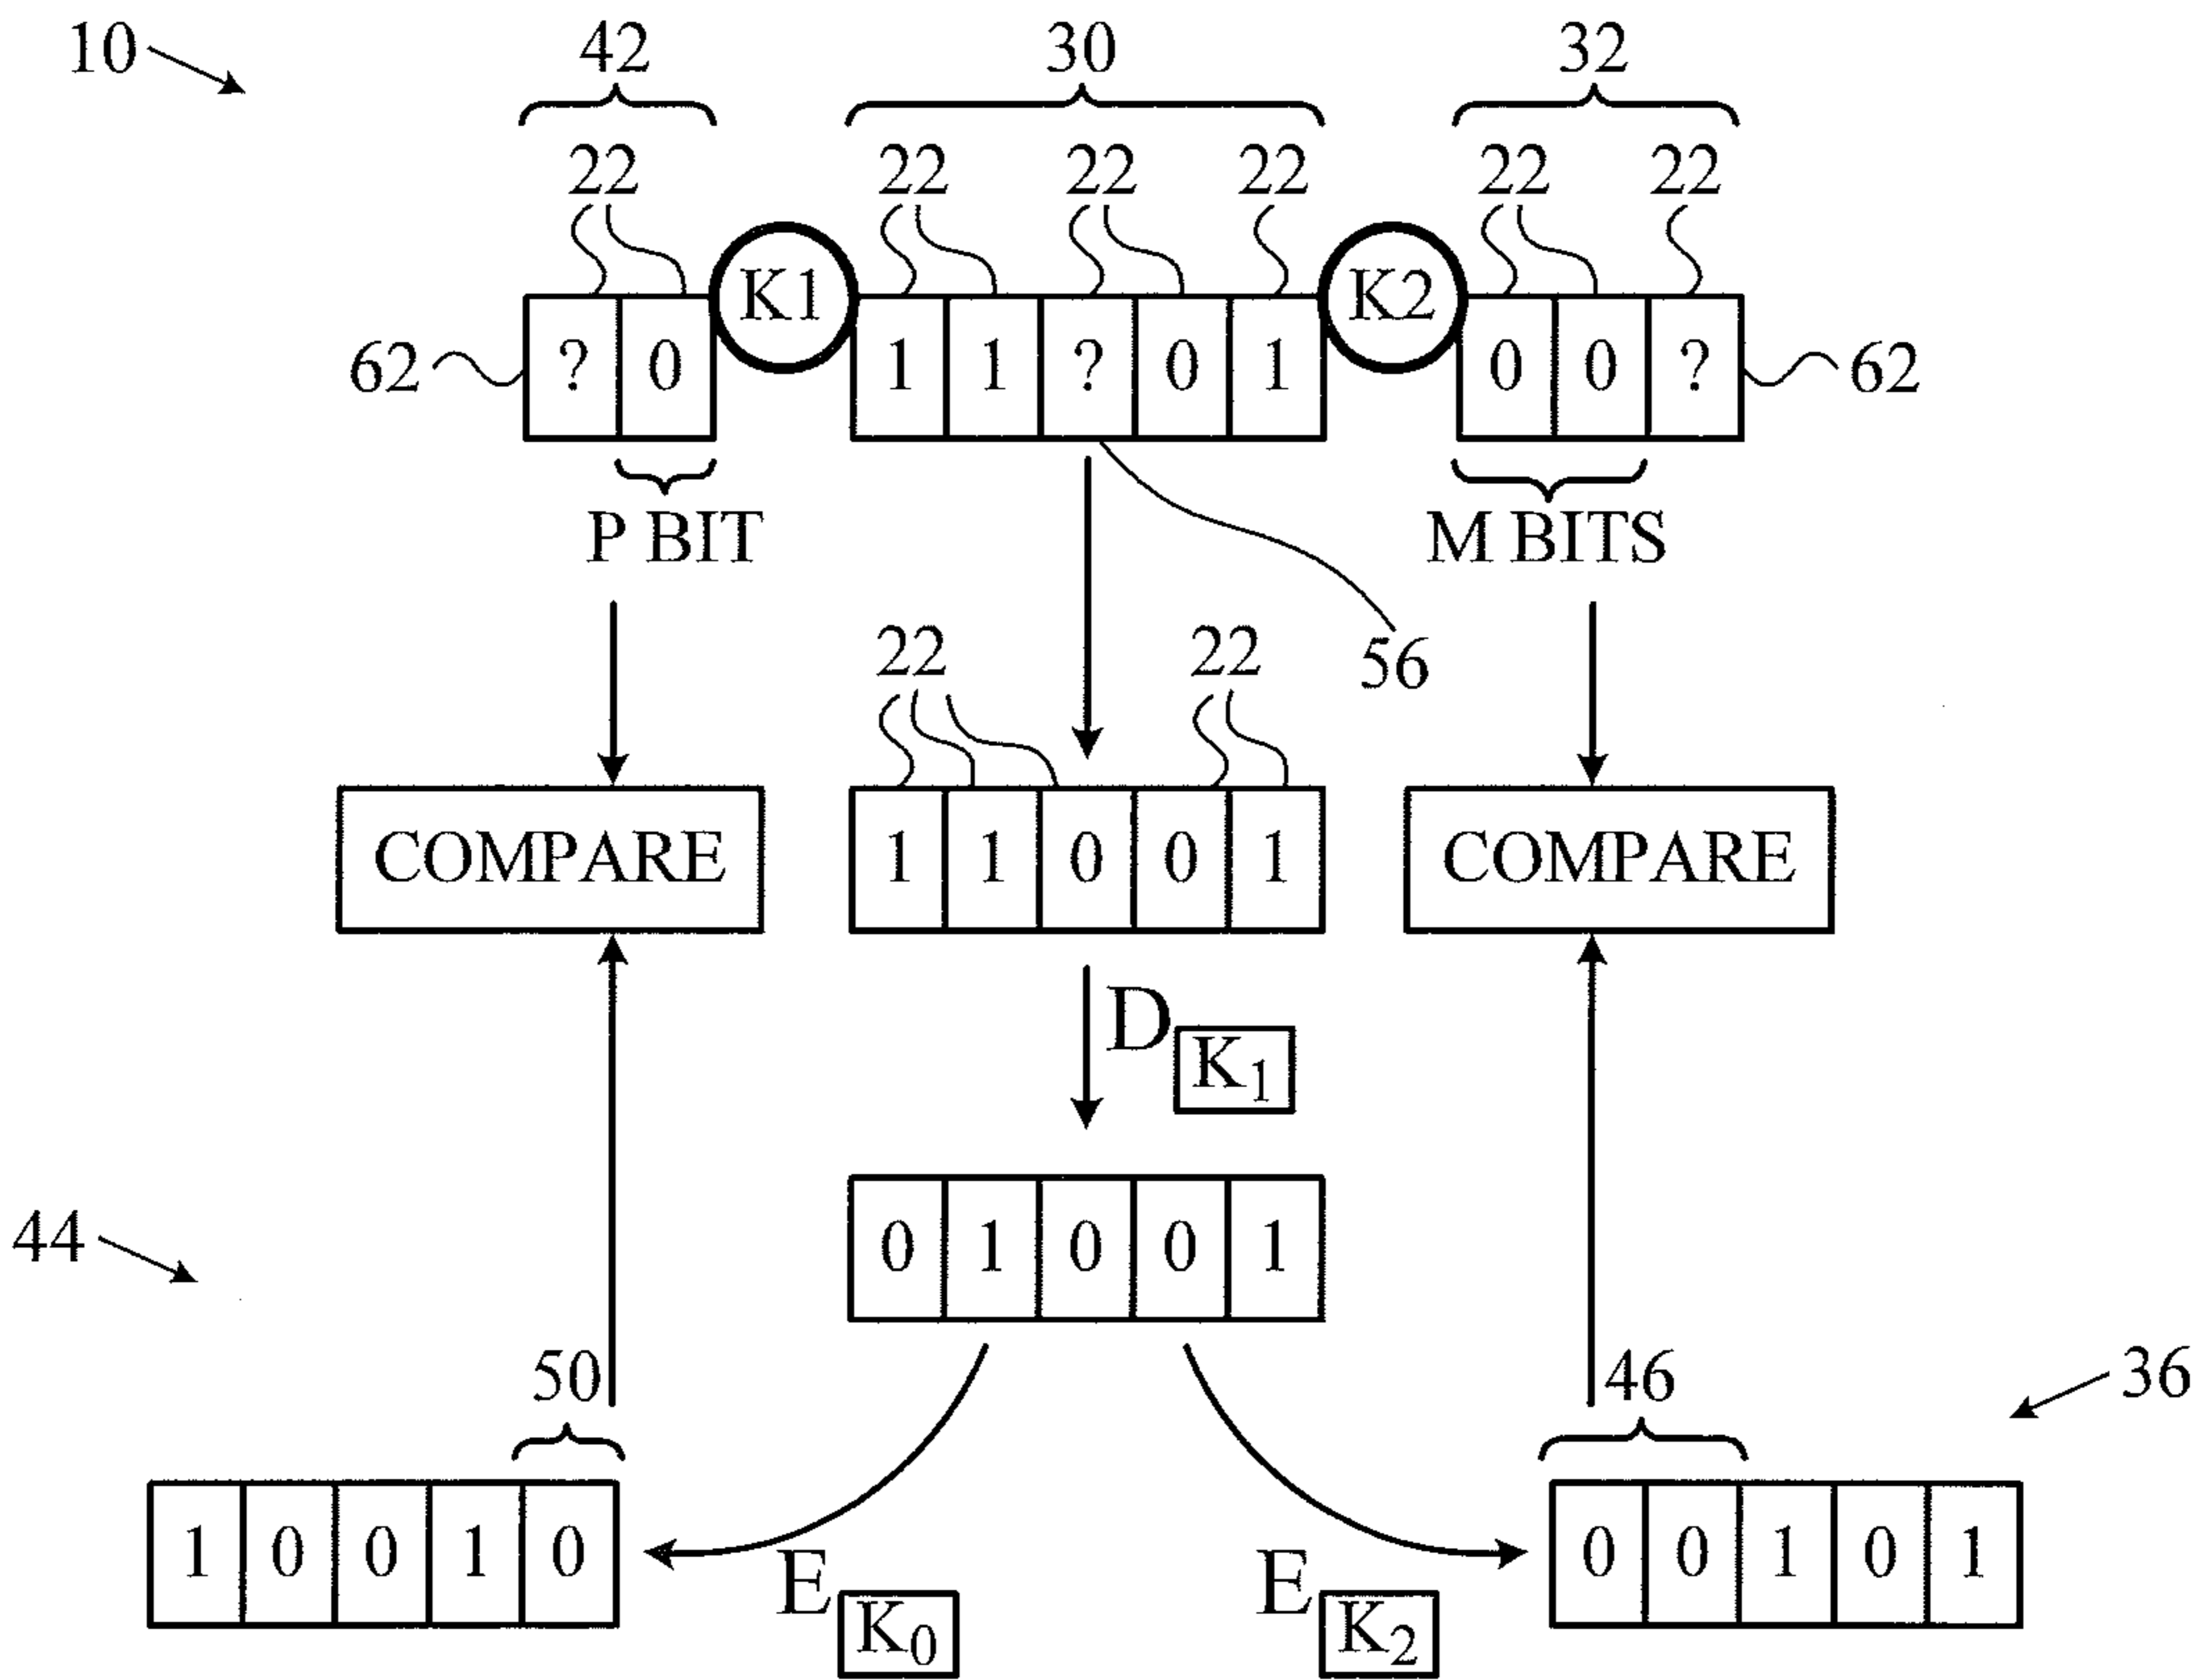 10 42 30 32
22 22 22 22 22 22
K1 K2
62 ? 0 1 1 ? 0 1 0 0 ? 62
P BIT M BITS
22 22 56
COMPARE 1 1 0 0 1 COMPARE
D K1
44 0 1 0 0 1
50 46 36
1 0 0 1 0 0 0 1 0 1
E K0 E K2